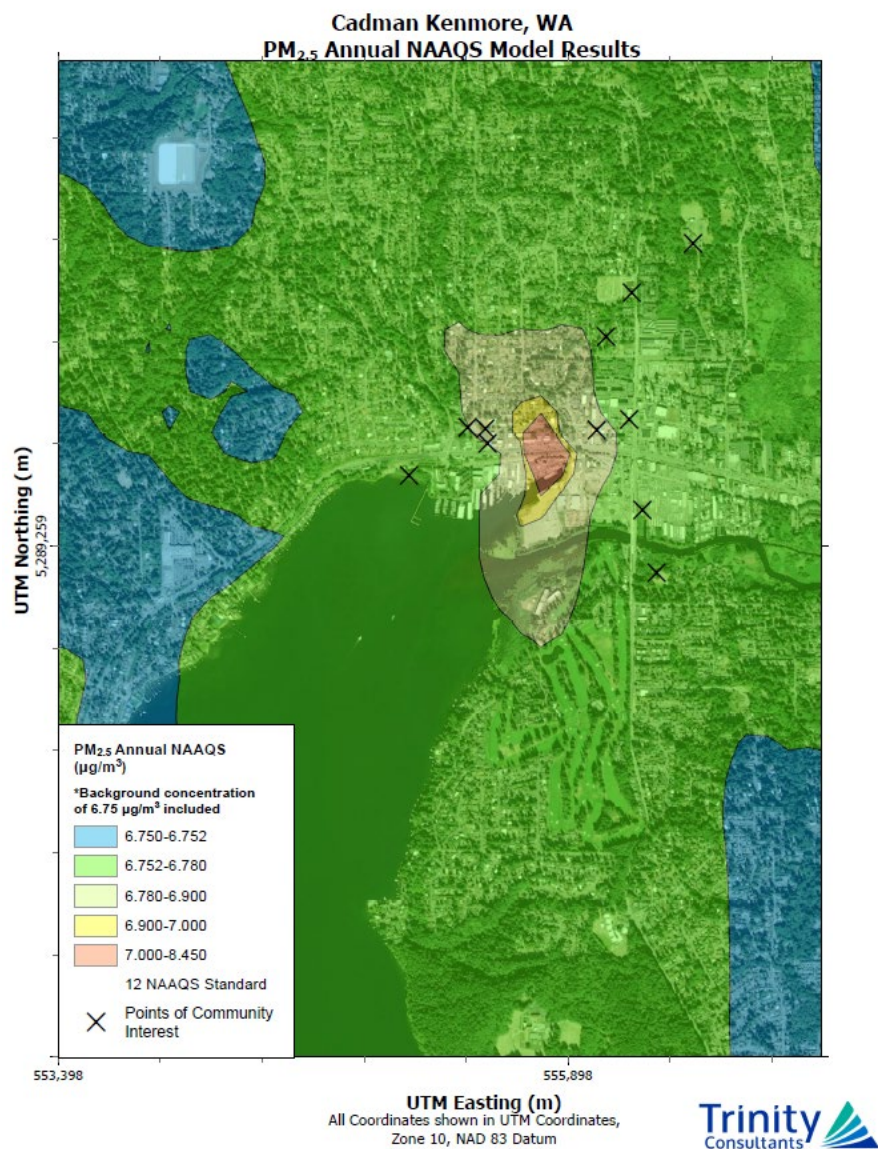 Cadman Kenmore, WA
PM2.5 Annual NAAQS Model Results
UTM Northing (m)
5,289,259
PM2.5 Annual NAAQS
(µg/m³)
*Background concentration
of 6.75 µg/m³ included
6.750-6.752
6.752-6.780
6.780-6.900
6.900-7.000
7.000-8.450
12 NAAQS Standard
Points of Community
Interest
553,398
555,898
UTM Easting (m)
All Coordinates shown in UTM Coordinates,
Zone 10, NAD 83 Datum
Trinity
Consultants